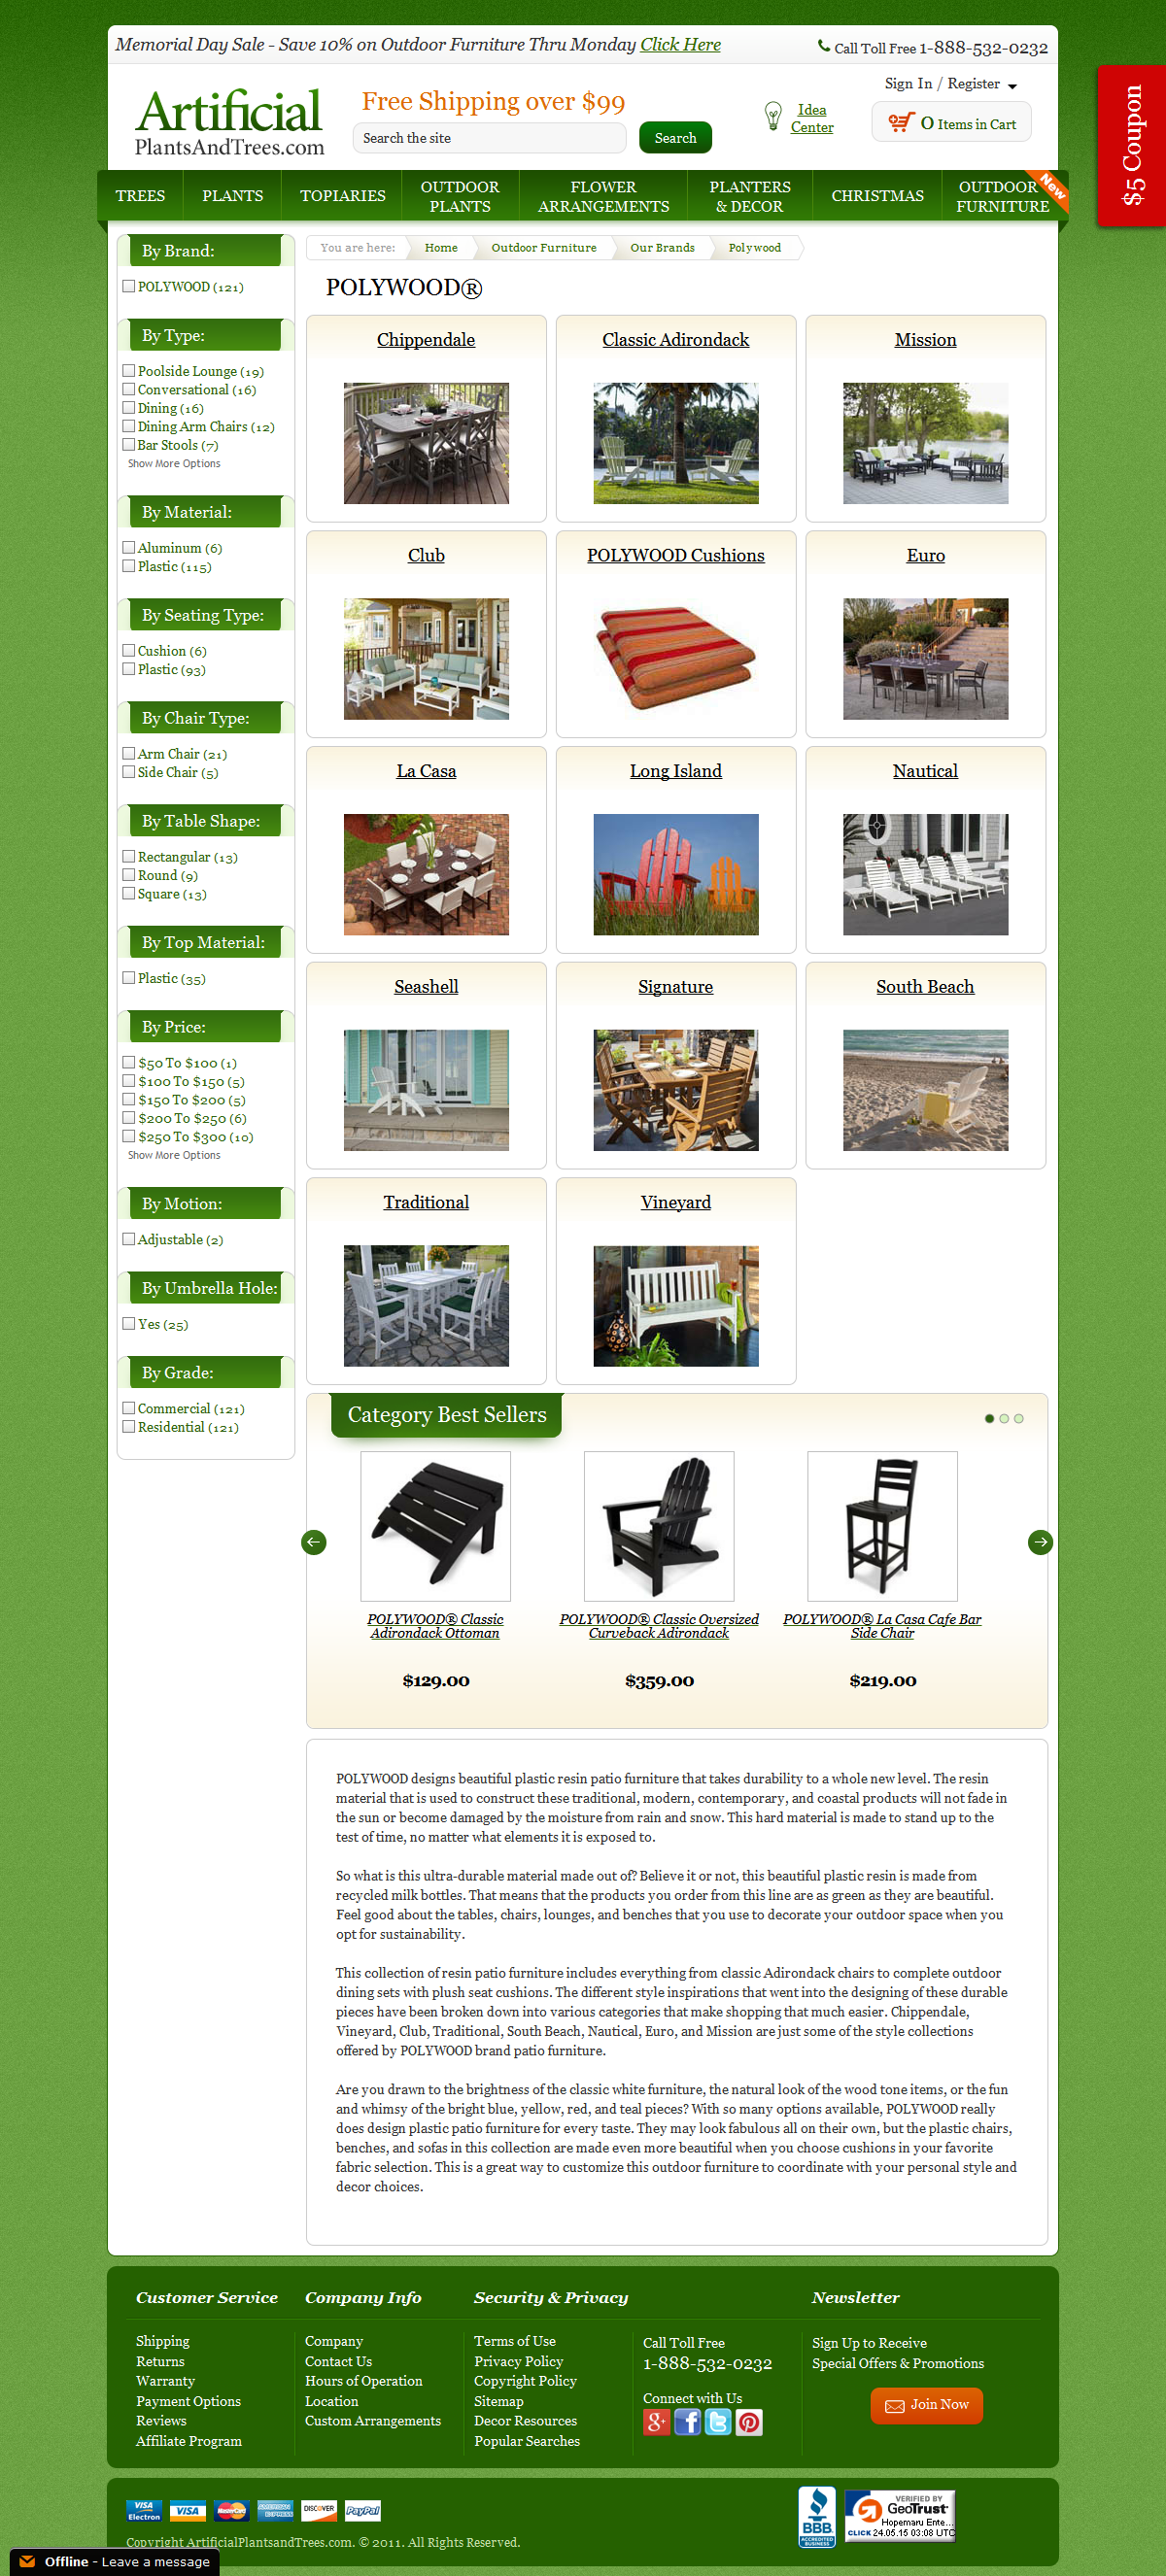 Memorial Day Sale - Save 10% on Outdoor Furniture Thru Monday Click Here
Call Toll Free 1-888-532-0232
$5 Coupon
Sign In / Register
Artificial
PlantsAndTrees.com
Free Shipping over $99
Search the site
Search
Idea
Center
0 Items in Cart
TREES
PLANTS
TOPIARIES
OUTDOOR
PLANTS
FLOWER
ARRANGEMENTS
PLANTERS
& DECOR
CHRISTMAS
OUTDOOR
FURNITURE
New
By Brand:
POLYWOOD (121)
By Type:
Poolside Lounge (19)
Conversational (16)
Dining (16)
Dining Arm Chairs (12)
Bar Stools (7)
Show More Options
By Material:
Aluminum (6)
Plastic (115)
By Seating Type:
Cushion (6)
Plastic (93)
By Chair Type:
Arm Chair (21)
Side Chair (5)
By Table Shape:
Rectangular (13)
Round (9)
Square (13)
By Top Material:
Plastic (35)
By Price:
$50 To $100 (1)
$100 To $150 (5)
$150 To $200 (5)
$200 To $250 (6)
$250 To $300 (10)
Show More Options
By Motion:
Adjustable (2)
By Umbrella Hole:
Yes (25)
By Grade:
Commercial (121)
Residential (121)
You are here: Home Outdoor Furniture Our Brands Polywood
POLYWOOD®
Chippendale
Classic Adirondack
Mission
Club
POLYWOOD Cushions
Euro
La Casa
Long Island
Nautical
Seashell
Signature
South Beach
Traditional
Vineyard
Category Best Sellers
POLYWOOD® Classic
Adirondack Ottoman
$129.00
POLYWOOD® Classic Oversized
Curveback Adirondack
$359.00
POLYWOOD® La Casa Cafe Bar
Side Chair
$219.00
POLYWOOD designs beautiful plastic resin patio furniture that takes durability to a whole new level. The resin
material that is used to construct these traditional, modern, contemporary, and coastal products will not fade in
the sun or become damaged by the moisture from rain and snow. This hard material is made to stand up to the
test of time, no matter what elements it is exposed to.
So what is this ultra-durable material made out of? Believe it or not, this beautiful plastic resin is made from
recycled milk bottles. That means that the products you order from this line are as green as they are beautiful.
Feel good about the tables, chairs, lounges, and benches that you use to decorate your outdoor space when you
opt for sustainability.
This collection of resin patio furniture includes everything from classic Adirondack chairs to complete outdoor
dining sets with plush seat cushions. The different style inspirations that went into the designing of these durable
pieces have been broken down into various categories that make shopping that much easier. Chippendale,
Vineyard, Club, Traditional, South Beach, Nautical, Euro, and Mission are just some of the style collections
offered by POLYWOOD brand patio furniture.
Are you drawn to the brightness of the classic white furniture, the natural look of the wood tone items, or the fun
and whimsy of the bright blue, yellow, red, and teal pieces? With so many options available, POLYWOOD really
does design plastic patio furniture for every taste. They may look fabulous all on their own, but the plastic chairs,
benches, and sofas in this collection are made even more beautiful when you choose cushions in your favorite
fabric selection. This is a great way to customize this outdoor furniture to coordinate with your personal style and
decor choices.
Customer Service
Shipping
Returns
Warranty
Payment Options
Reviews
Affiliate Program
Company Info
Company
Contact Us
Hours of Operation
Location
Custom Arrangements
Security & Privacy
Terms of Use
Privacy Policy
Copyright Policy
Sitemap
Decor Resources
Popular Searches
Call Toll Free
1-888-532-0232
Connect with Us
Newsletter
Sign Up to Receive
Special Offers & Promotions
Join Now
VISA
Electron
VISA
MasterCard
AMERICAN
EXPRESS
DISCOVER
PayPal
BBB
ACCREDITED
BUSINESS
VERIFIED BY
GeoTrust
Hopemaru Ente...
CLICK 24.05.15 03:08 UTC
Copyright ArtificialPlantsandTrees.com. © 2011. All Rights Reserved.
Offline - Leave a message